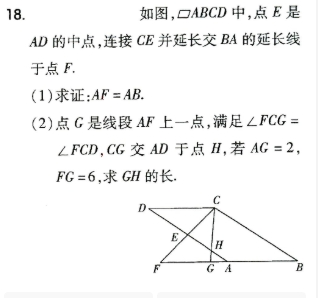 18. 如图,▱ABCD 中,点 E 是
AD 的中点,连接 CE 并延长交 BA 的延长线
于点 F.
(1)求证:AF = AB.
(2)点 G 是线段 AF 上一点,满足∠FCG =
∠FCD,CG 交 AD 于点 H,若 AG = 2,
FG = 6,求 GH 的长.
D C
E H
F G A B